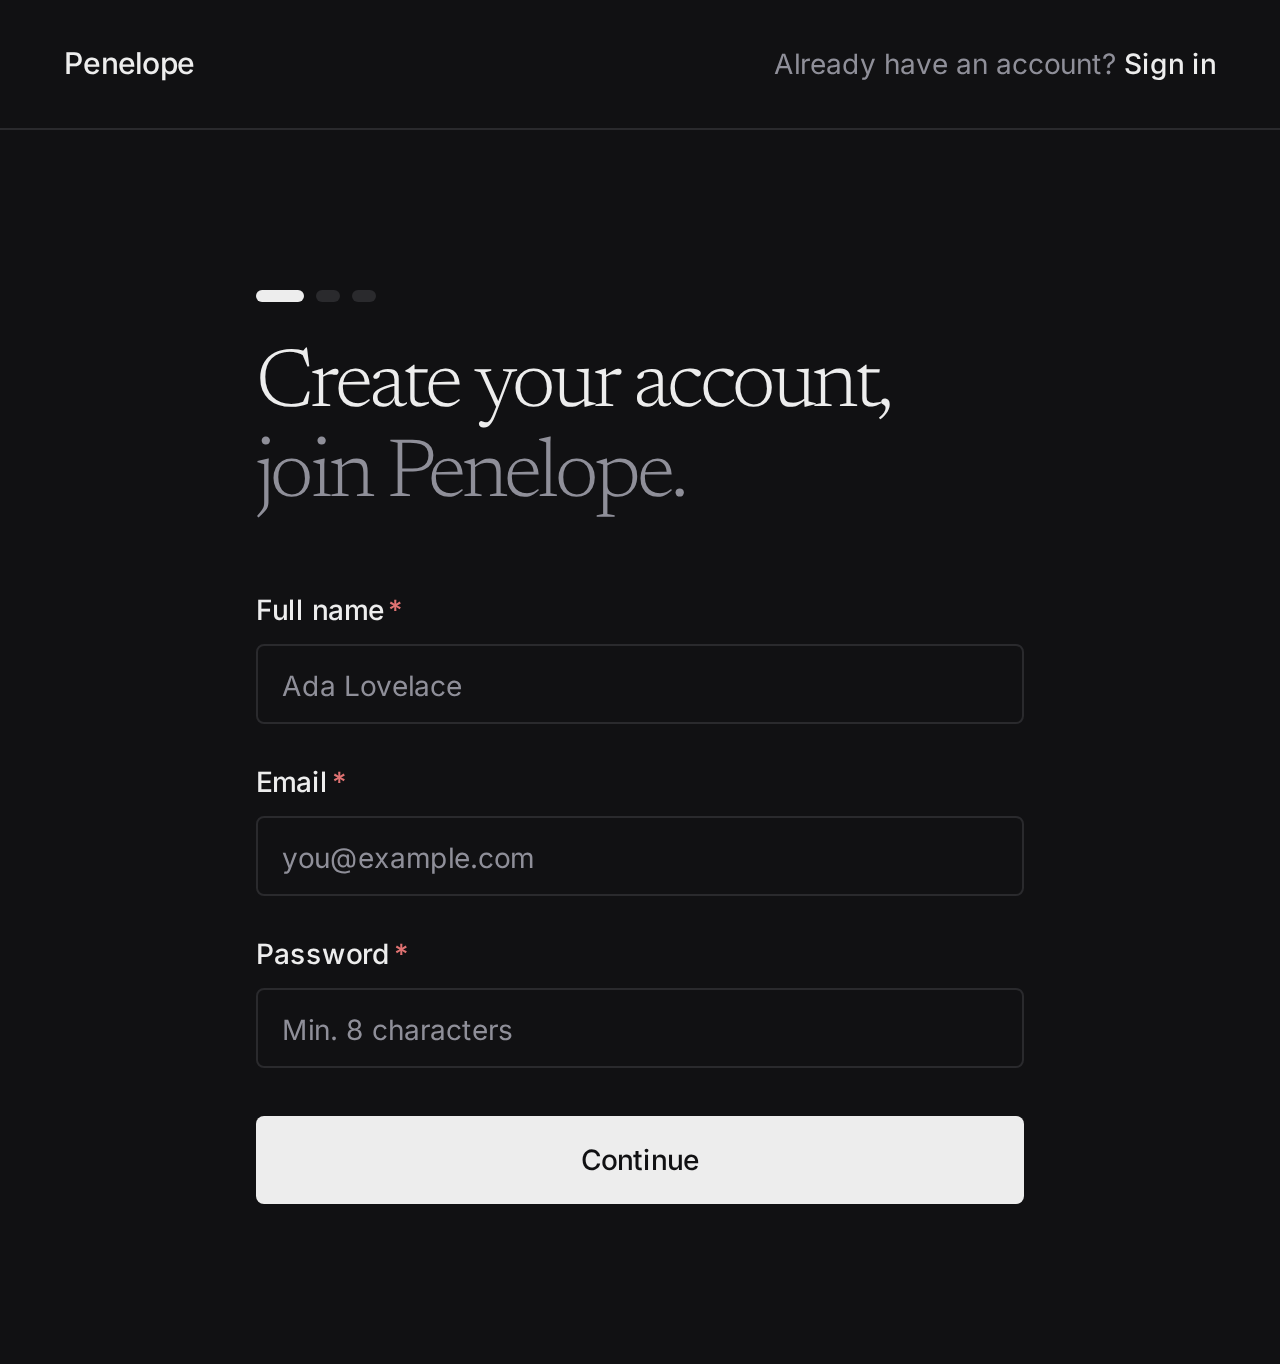 Penelope
Already have an account? Sign in
Create your account,
join Penelope.
Full name*
Ada Lovelace
Email*
you@example.com
Password*
Min. 8 characters
Continue